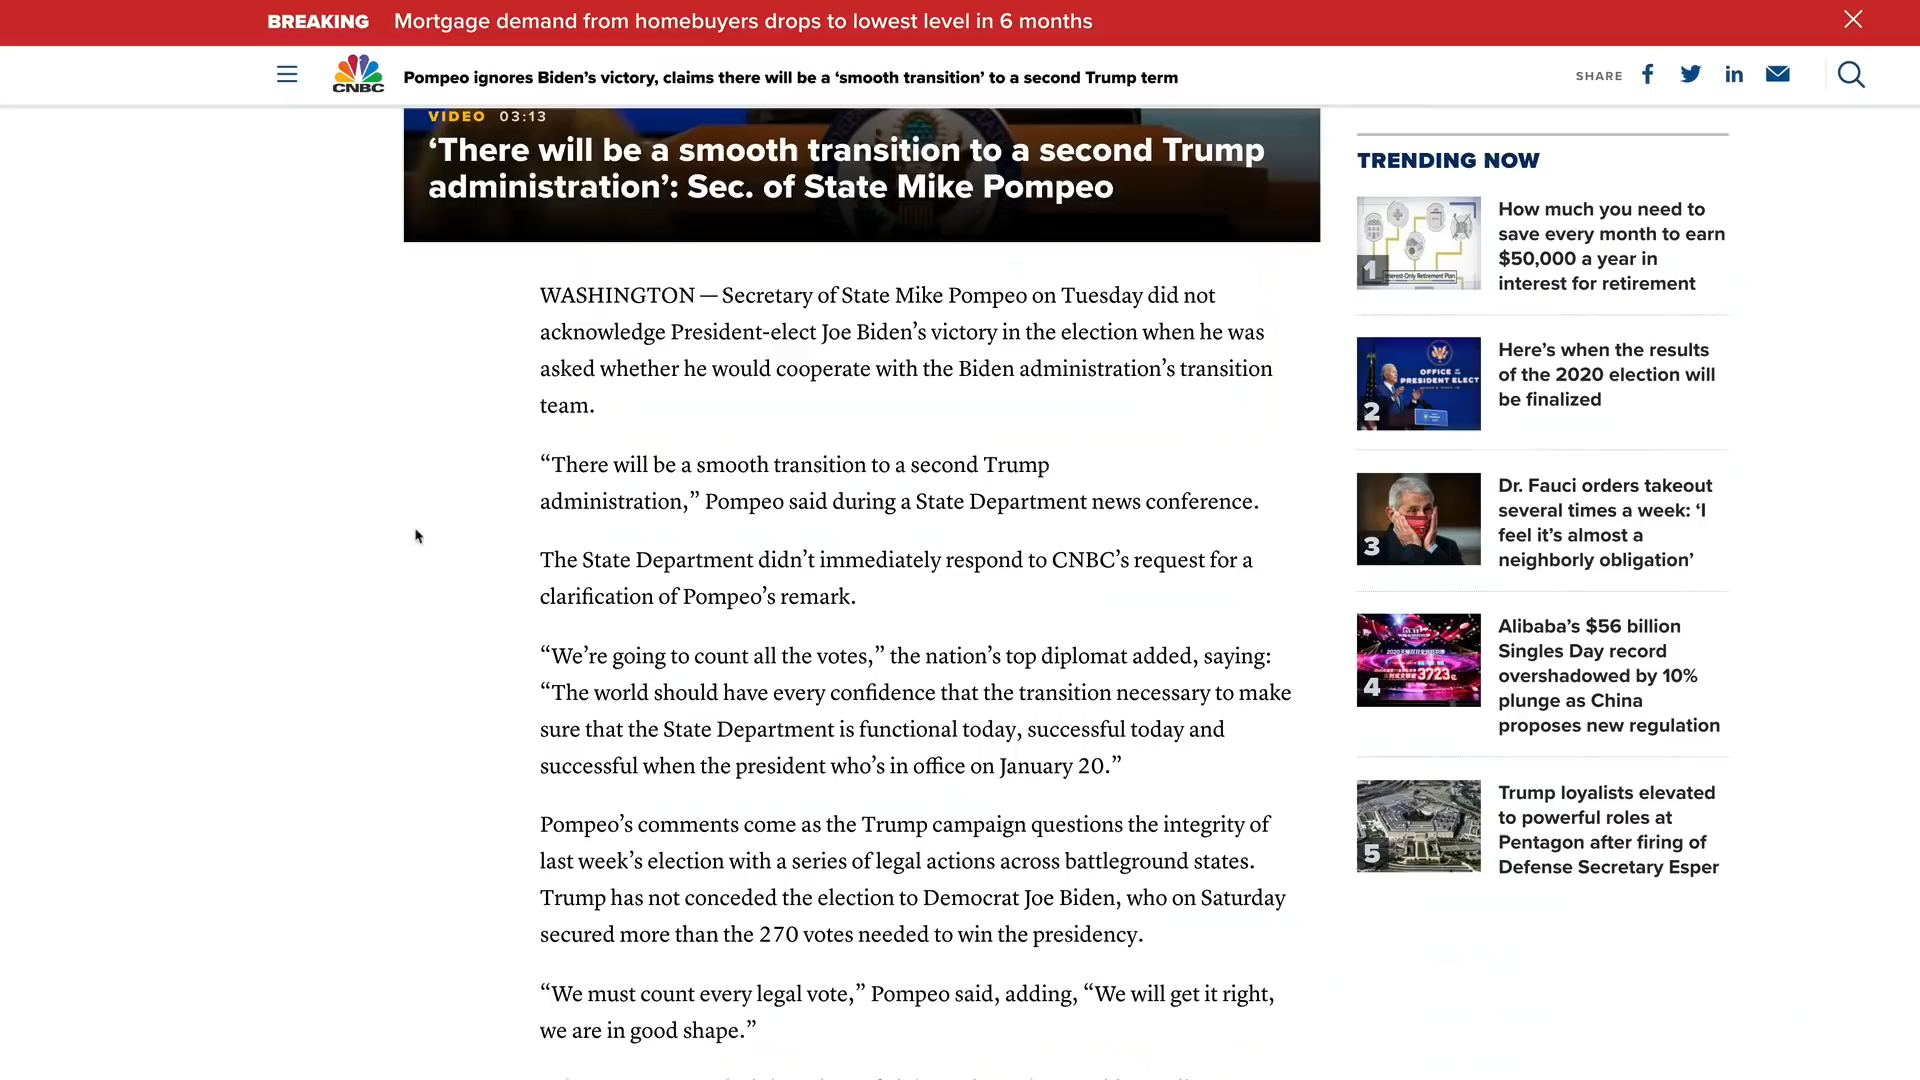 BREAKING Mortgage demand from homebuyers drops to lowest level in 6 months
CNBC
Pompeo ignores Biden’s victory, claims there will be a ‘smooth transition’ to a second Trump term
SHARE
VIDEO 03:13
‘There will be a smooth transition to a second Trump
administration’: Sec. of State Mike Pompeo
WASHINGTON — Secretary of State Mike Pompeo on Tuesday did not
acknowledge President-elect Joe Biden’s victory in the election when he was
asked whether he would cooperate with the Biden administration’s transition
team.
“There will be a smooth transition to a second Trump
administration,” Pompeo said during a State Department news conference.
The State Department didn’t immediately respond to CNBC’s request for a
clarification of Pompeo’s remark.
“We’re going to count all the votes,” the nation’s top diplomat added, saying:
“The world should have every confidence that the transition necessary to make
sure that the State Department is functional today, successful today and
successful when the president who’s in office on January 20.”
Pompeo’s comments come as the Trump campaign questions the integrity of
last week’s election with a series of legal actions across battleground states.
Trump has not conceded the election to Democrat Joe Biden, who on Saturday
secured more than the 270 votes needed to win the presidency.
“We must count every legal vote,” Pompeo said, adding, “We will get it right,
we are in good shape.”
TRENDING NOW
1
Interest-Only Retirement Plan
How much you need to
save every month to earn
$50,000 a year in
interest for retirement
OFFICE OF
PRESIDENT ELECT
2
Here’s when the results
of the 2020 election will
be finalized
3
Dr. Fauci orders takeout
several times a week: ‘I
feel it’s almost a
neighborly obligation’
3723
4
Alibaba’s $56 billion
Singles Day record
overshadowed by 10%
plunge as China
proposes new regulation
5
Trump loyalists elevated
to powerful roles at
Pentagon after firing of
Defense Secretary Esper